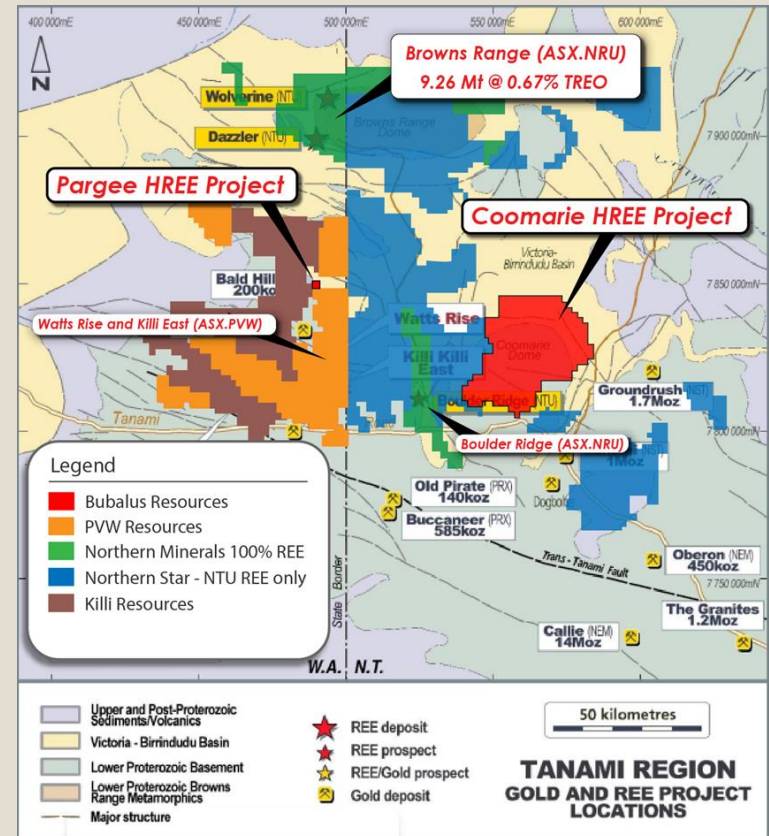 400 000mE
450 000mE
500 000mE
550 000mE
600 000mE
N
Browns Range (ASX.NRU)
9.26 Mt @ 0.67% TREO
Wolverine (NTU)
Dazzler (NTU)
Browns Range
Dome
7 900 000mN
Pargee HREE Project
Coomarie HREE Project
Victoria-
Birrindudu Basin
Bald Hill
200ko
7 850 000mN
Watts Rise and Killi East (ASX.PVW)
Watts Rise
Killi Killi
East
Coomarie
Dome
Boulder Ridge (NTU)
Groundrush (NST)
1.7Moz
Tanami
7 800 000mN
Boulder Ridge (ASX.NRU)
(NST)
1Moz
Old Pirate (PRX)
140koz
Dogbolt
Buccaneer (PRX)
585koz
Trans-Tanami Fault
Oberon (NEM)
450koz
7 750 000mN
The Granites
1.2Moz
Callie (NEM)
14Moz
State Border
W.A. N.T.
Legend
Bubalus Resources
PVW Resources
Northern Minerals 100% REE
Northern Star - NTU REE only
Killi Resources
Upper and Post-Proterozoic
Sediments/Volcanics
Victoria - Birrindudu Basin
Lower Proterozoic Basement
Lower Proterozoic Browns
Range Metamorphics
Major structure
REE deposit
REE prospect
REE/Gold prospect
Gold deposit
50 kilometres
TANAMI REGION
GOLD AND REE PROJECT
LOCATIONS